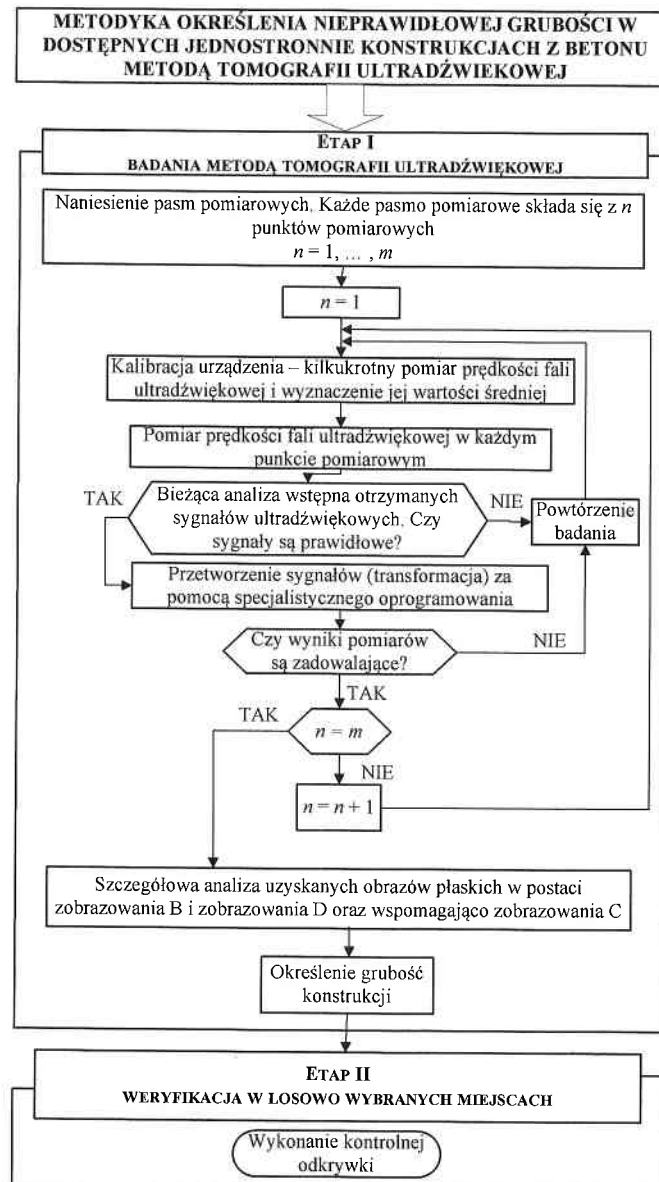 METODYKA OKREŚLENIA NIEPRAWIDŁOWEJ GRUBOŚCI W
DOSTĘPNYCH JEDNOSTRONNIE KONSTRUKCJACH Z BETONU
METODĄ TOMOGRAFII ULTRADŹWIEKOWEJ
ETAP I
BADANIA METODĄ TOMOGRAFII ULTRADŹWIĘKOWEJ
Naniesienie pasm pomiarowych. Każde pasmo pomiarowe składa się z n
punktów pomiarowych
n = 1, ... , m
n = 1
Kalibracja urządzenia – kilkukrotny pomiar prędkości fali
ultradźwiękowej i wyznaczenie jej wartości średniej
Pomiar prędkości fali ultradźwiękowej w każdym
punkcie pomiarowym
TAK
Bieżąca analiza wstępna otrzymanych
sygnałów ultradźwiękowych. Czy
sygnały są prawidłowe?
NIE
Powtórzenie
badania
Przetworzenie sygnałów (transformacja) za
pomocą specjalistycznego oprogramowania
Czy wyniki pomiarów
są zadowalające?
NIE
TAK
TAK
n = m
NIE
n = n + 1
Szczegółowa analiza uzyskanych obrazów płaskich w postaci
zobrazowania B i zobrazowania D oraz wspomagająco zobrazowania C
Określenie grubość
konstrukcji
ETAP II
WERYFIKACJA W LOSOWO WYBRANYCH MIEJSCACH
Wykonanie kontrolnej
odkrywki